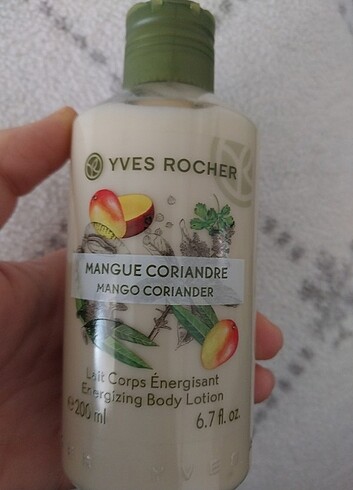 YVES ROCHER
MANGUE CORIANDRE
MANGO CORIANDER
Lait Corps Énergisant
Energizing Body Lotion
e 200 ml 6.7 fl. oz.